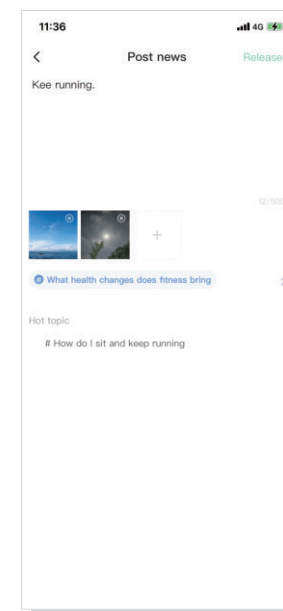 11:36
4G
Post news
Release
Kee running.
12/500
# What health changes does fitness bring
Hot topic
# How do I sit and keep running